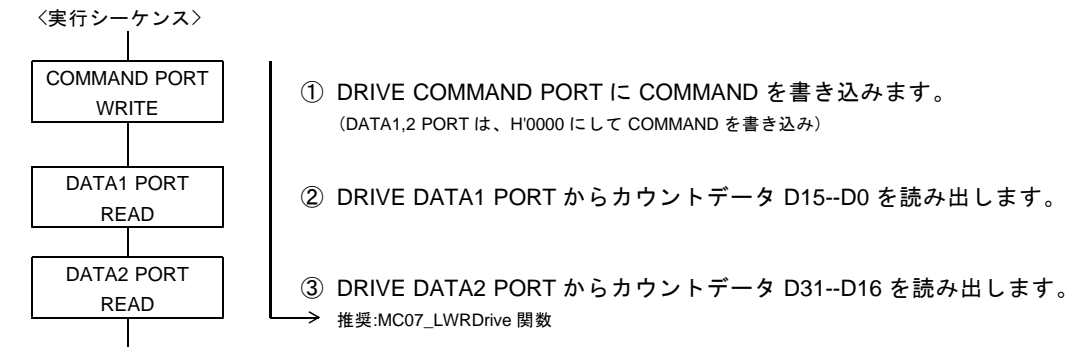 〈実行シーケンス〉
COMMAND PORT
WRITE
① DRIVE COMMAND PORT に COMMAND を書き込みます。
（DATA1,2 PORT は、H'0000 にして COMMAND を書き込み）
DATA1 PORT
READ
② DRIVE DATA1 PORT からカウントデータ D15--D0 を読み出します。
DATA2 PORT
READ
③ DRIVE DATA2 PORT からカウントデータ D31--D16 を読み出します。
推奨:MC07_LWRDrive 関数